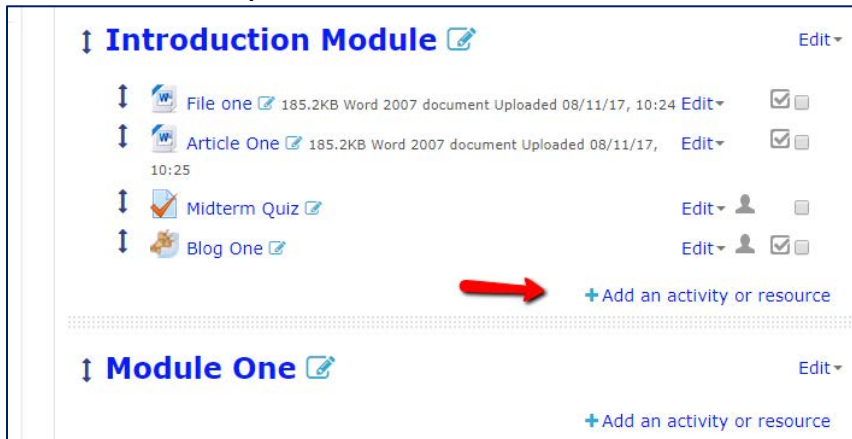 Introduction Module Edit
File one 185.2KB Word 2007 document Uploaded 08/11/17, 10:24 Edit
Article One 185.2KB Word 2007 document Uploaded 08/11/17, Edit
10:25
Midterm Quiz Edit
Blog One Edit
+Add an activity or resource
Module One Edit
+Add an activity or resource